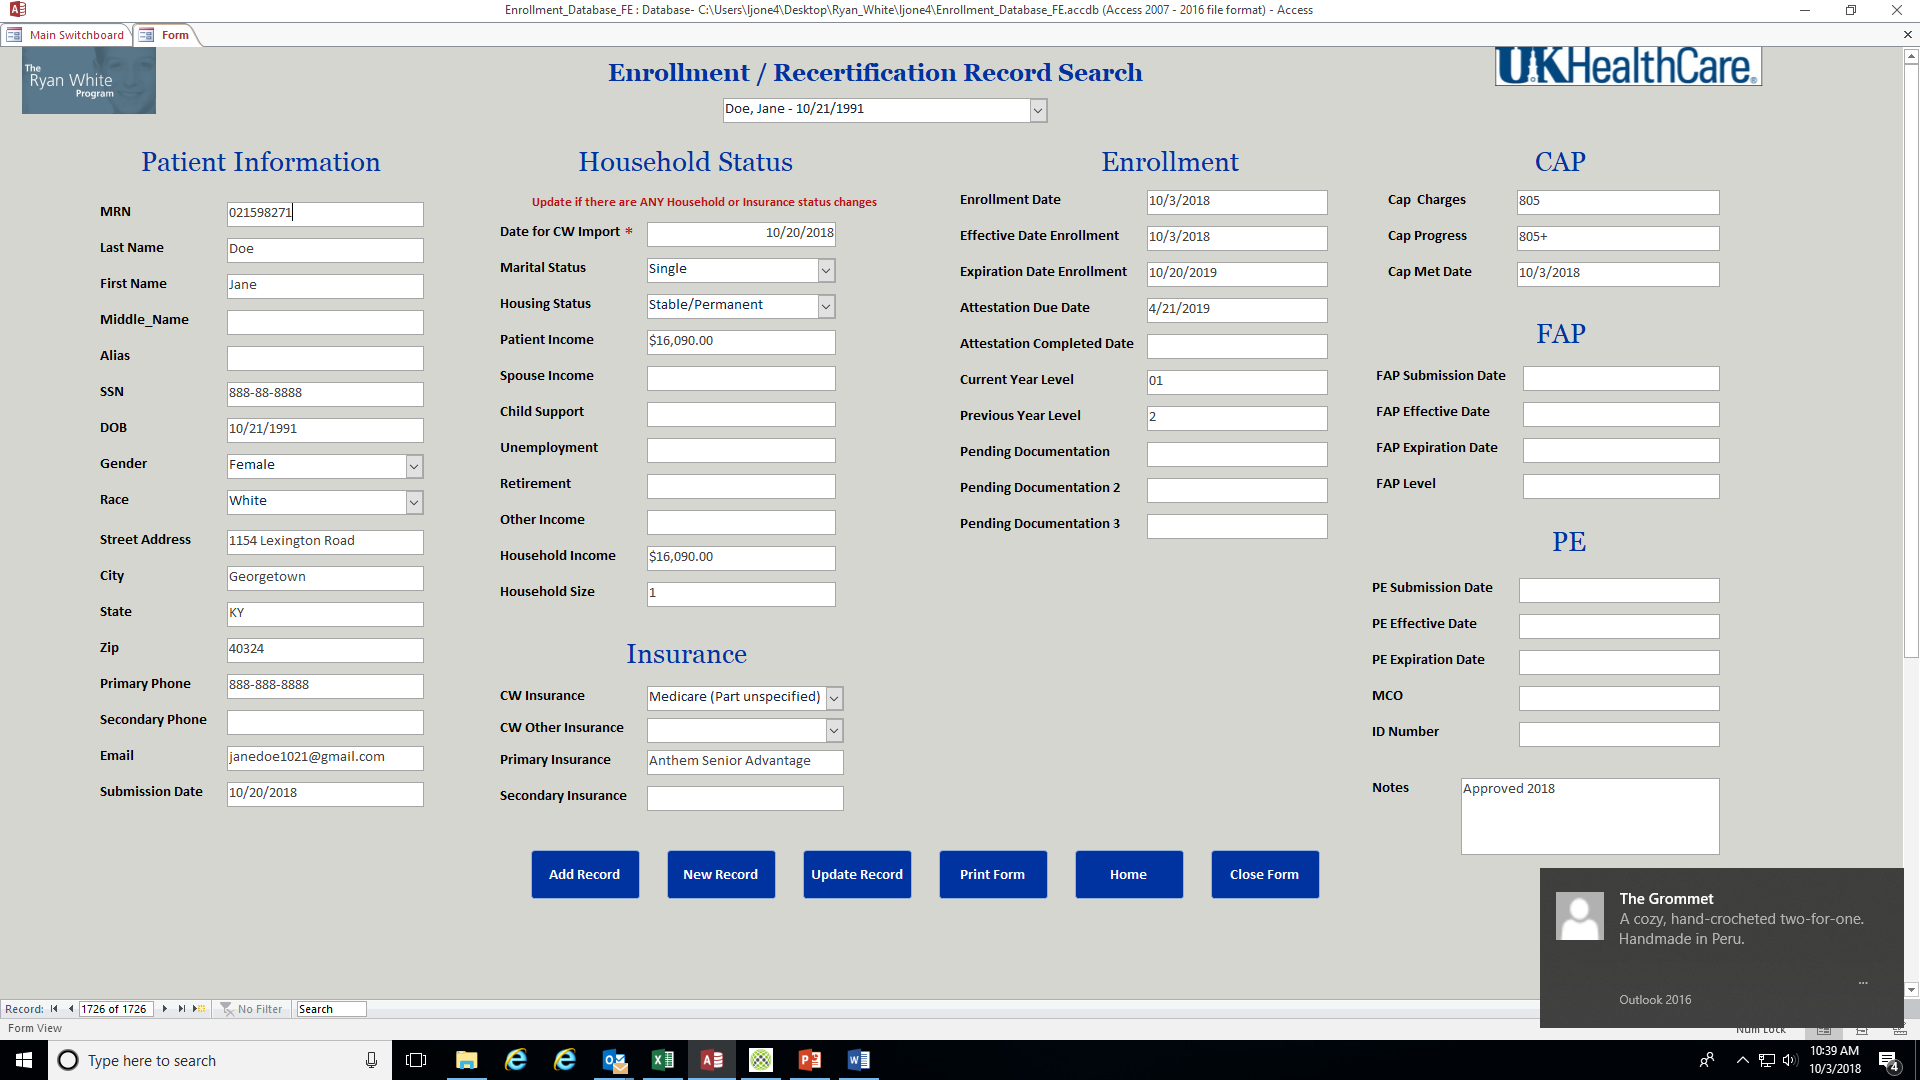 Enrollment_Database_FE : Database- C:\Users\ljone4\Desktop\Ryan_White\ljone4\Enrollment_Database_FE.accdb (Access 2007 - 2016 file format) - Access
Main Switchboard
Form
The
Ryan White
Program
Enrollment / Recertification Record Search
UKHealthCare®
Doe, Jane - 10/21/1991
Patient Information
MRN 021598271
Last Name Doe
First Name Jane
Middle_Name
Alias
SSN 888-88-8888
DOB 10/21/1991
Gender Female
Race White
Street Address 1154 Lexington Road
City Georgetown
State KY
Zip 40324
Primary Phone 888-888-8888
Secondary Phone
Email janedoe1021@gmail.com
Submission Date 10/20/2018
Household Status
Update if there are ANY Household or Insurance status changes
Date for CW Import * 10/20/2018
Marital Status Single
Housing Status Stable/Permanent
Patient Income $16,090.00
Spouse Income
Child Support
Unemployment
Retirement
Other Income
Household Income $16,090.00
Household Size 1
Insurance
CW Insurance Medicare (Part unspecified)
CW Other Insurance
Primary Insurance Anthem Senior Advantage
Secondary Insurance
Enrollment
Enrollment Date 10/3/2018
Effective Date Enrollment 10/3/2018
Expiration Date Enrollment 10/20/2019
Attestation Due Date 4/21/2019
Attestation Completed Date
Current Year Level 01
Previous Year Level 2
Pending Documentation
Pending Documentation 2
Pending Documentation 3
CAP
Cap Charges 805
Cap Progress 805+
Cap Met Date 10/3/2018
FAP
FAP Submission Date
FAP Effective Date
FAP Expiration Date
FAP Level
PE
PE Submission Date
PE Effective Date
PE Expiration Date
MCO
ID Number
Notes Approved 2018
Add Record New Record Update Record Print Form Home Close Form
The Grommet
A cozy, hand-crocheted two-for-one.
Handmade in Peru.
...
Outlook 2016
Record: 1726 of 1726 No Filter Search
Form View
Num Lock
Type here to search
10:39 AM
10/3/2018
4